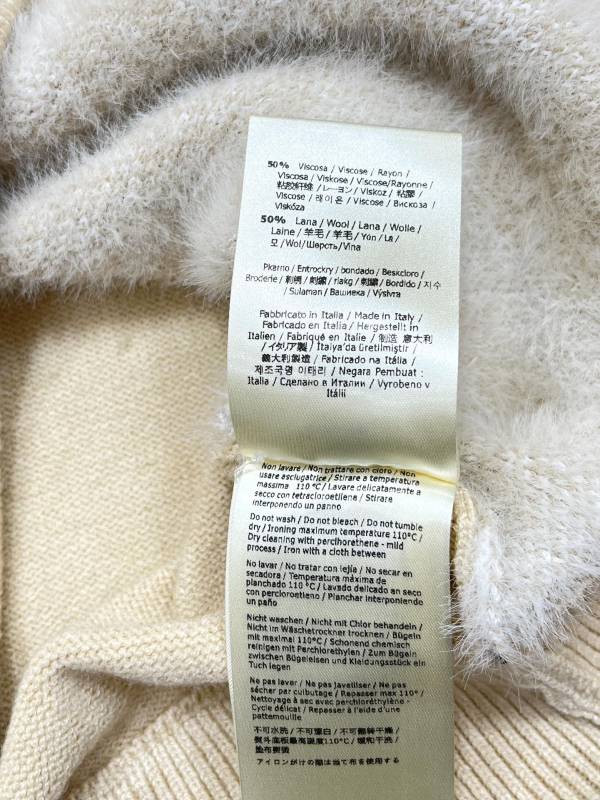 50% Viscosa / Viscose / Rayon /
Viscosa / Viskose / Viscose/Rayonne /
粘胶纤维 / レーヨン/ Viskoz / 粘膠 /
Viscose / 레이온 / Viscose / Вискоза /
Viskóza
50% Lana / Wool / Lana / Wolle /
Laine / 羊毛 / 羊毛 / Yün / Lã /
모 / Wol/Шерсть/Vlna
/ bondado /
Broderie / 刺绣 / 刺繍 / / 刺繡 / Bordido / 자수
/ Sulaman / Вышивка / Výšivra
Fabbricato in Italia / Made in Italy /
Fabricado en Italia / Hergestellt in
Italien / Fabriqué en Italie / 制造 意大利
/ イタリア製 / İtalya'da üretilmiştir /
義大利製造 / Fabricado na Itália /
제조국명 이태리 / Negara Pembuat :
Italia / Сделано в Италии / Vyrobeno v
Itálii
Non lavare / Non trattare con cloro / Non
usare asciugatrice / Stirare a temperatura
massima 110°C / Lavare delicatamente a
secco con tetracloroetilene / Stirare
interponendo un panno
Do not wash / Do not bleach / Do not tumble
dry / Ironing maximum temperature 110°C /
Dry cleaning with perclhorethene - mild
process / Iron with a cloth between
No lavar / No tratar con lejía / No secar en
secadora / Temperatura máxima de
planchado 110 °C / Lavado delicado en seco
con percloroetileno / Planchar interponiendo
un paño
Nicht waschen / Nicht mit Chlor behandeln /
Nicht im Wäschetrockner trocknen / Bügeln
mit maximal 110°C / Schonend chemisch
reinigen mit Perchlorethylen / Zum Bügeln
zwischen Bügeleisen und Kleidungsstück ein
Tuch legen
Ne pas laver / Ne pas javelliser / Ne pas
sécher par culbutage / Repasser max 110° /
Nettoyage à sec avec perchloréthylène -
Cycle délicat / Repasser à l'aide d'une
pattemouille
不可水洗 / 不可漂白 / 不可翻转干燥 /
熨斗底板最高温度110°C / 缓和干洗 /
垫布熨烫
アイロンがけの際は当て布を使用する